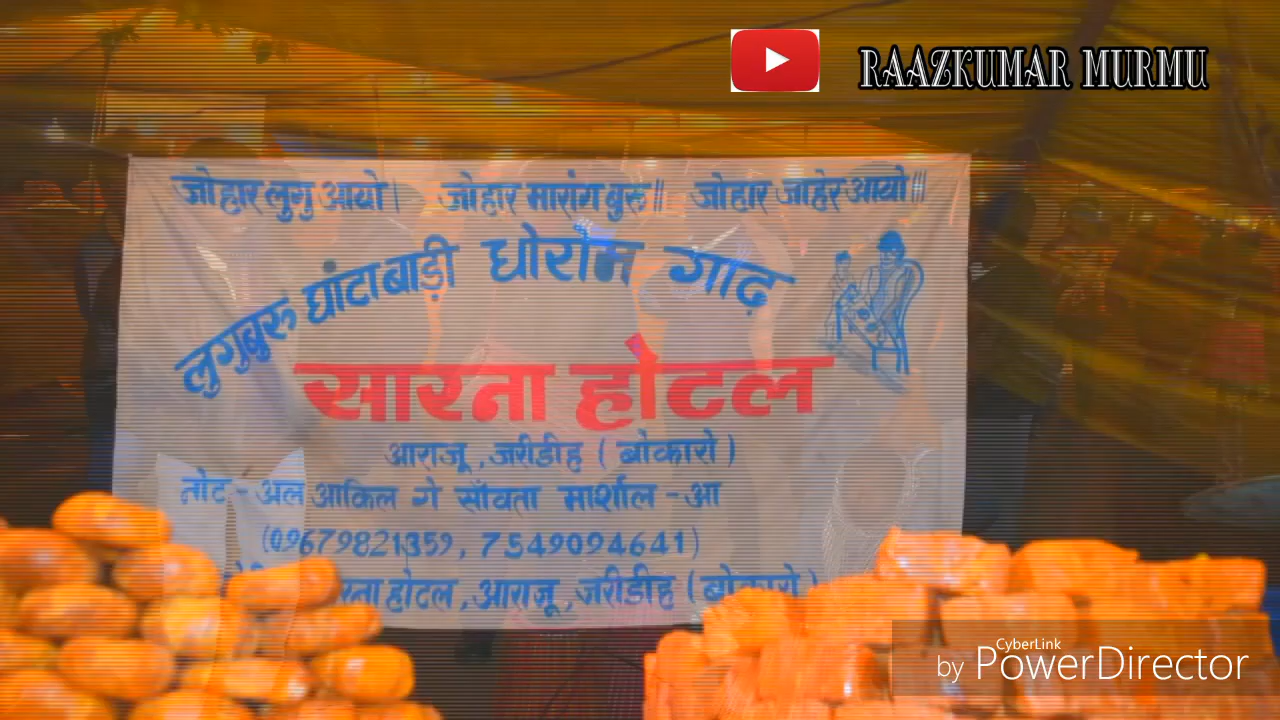 RAAZKUMAR MURMU
जोहार लुगु आयो। जोहार मारांग बुरु॥ जोहार जाहेर आयो॥।
लुगुबुरु घांटाबाड़ी धोरोम गाढ़
सारना होटल
आराजू, जरीडीह (बोकारो)
नोट - अल आकिल गे साँवता मार्शाल - आ
(09679821359, 7549094641)
होटल, आराजू, जरीडीह (बोकारो)
CyberLink
by PowerDirector